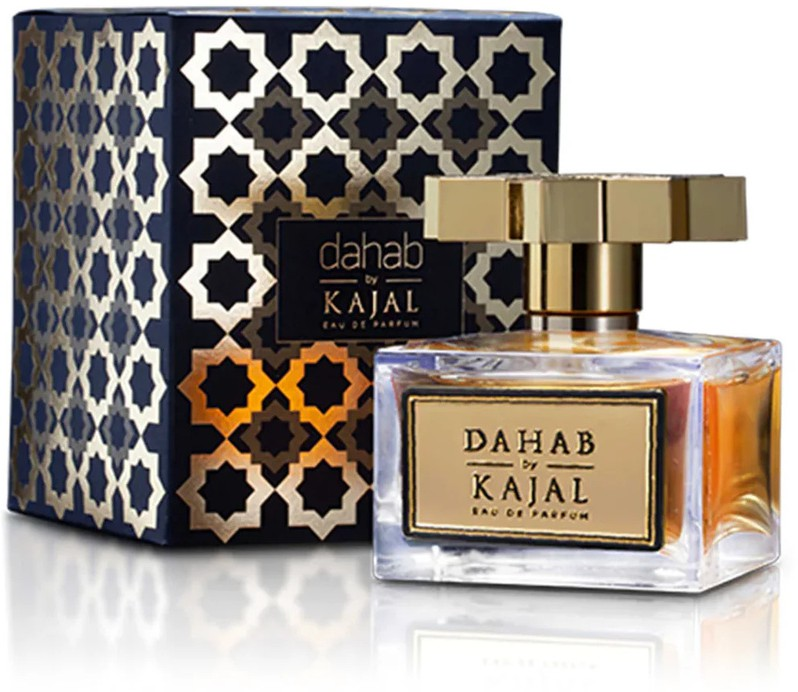 dahab
by
KAJAL
EAU DE PARFUM
DAHAB
by
KAJAL
EAU DE PARFUM